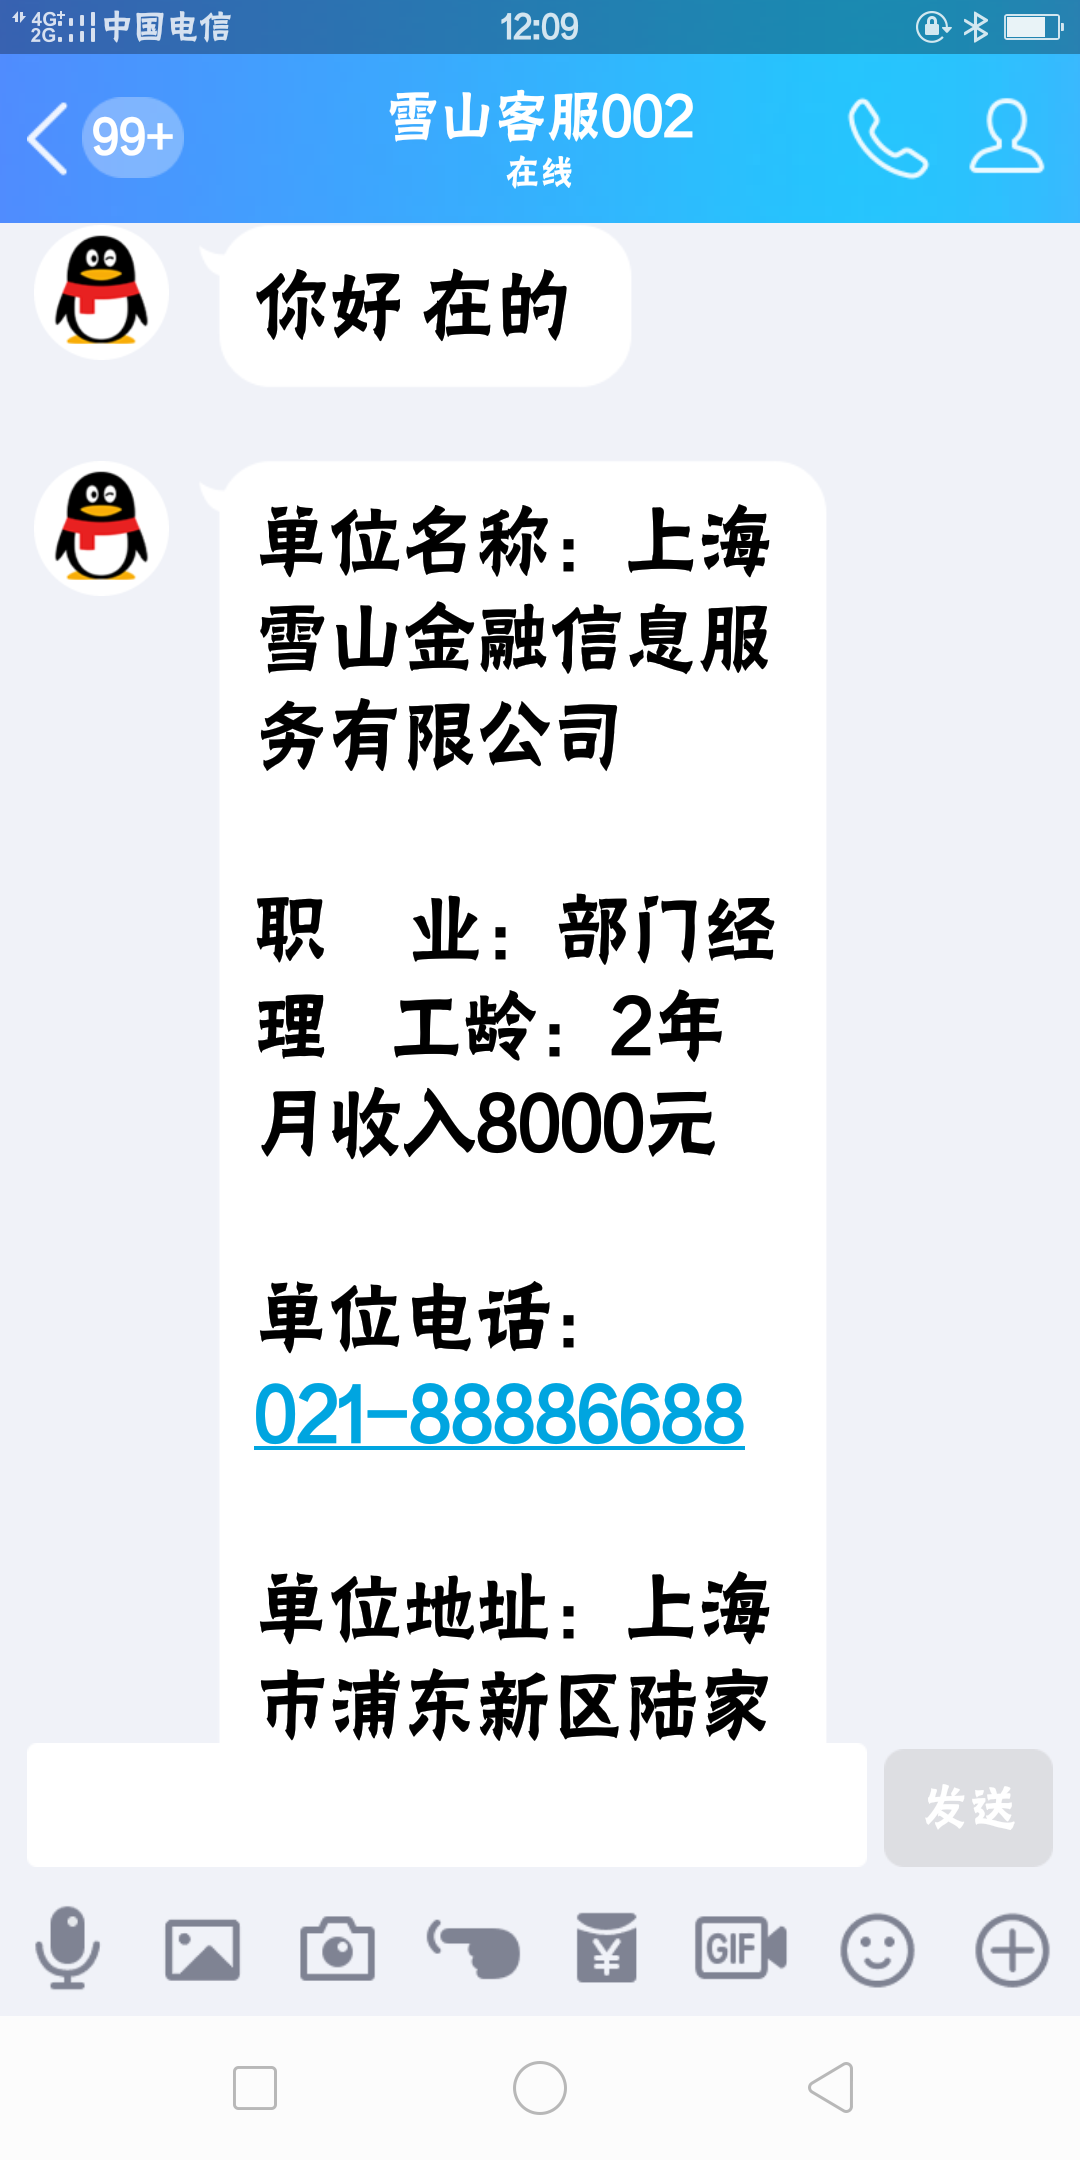 4G+ 2G 中国电信 12:09
99+ 雪山客服002
在线
你好 在的
单位名称：上海
雪山金融信息服
务有限公司
职 业：部门经
理 工龄：2年
月收入8000元
单位电话：
021-88886688
单位地址：上海
市浦东新区陆家
发送
¥ GIF